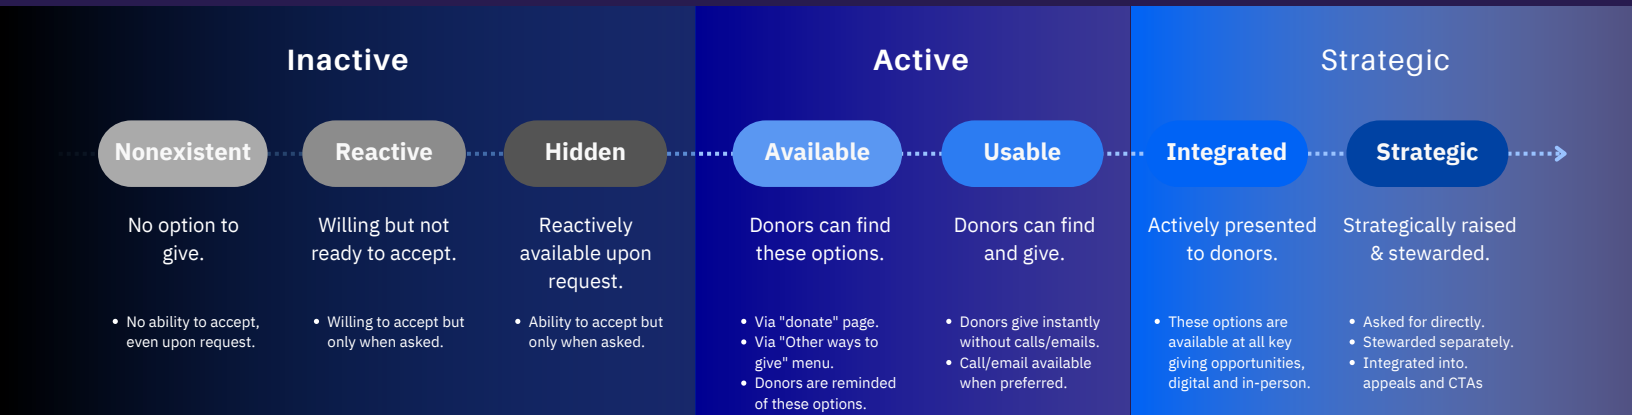 Inactive
Active
Strategic
Nonexistent
Reactive
Hidden
Available
Usable
Integrated
Strategic
No option to
give.
Willing but not
ready to accept.
Reactively
available upon
request.
Donors can find
these options.
Donors can find
and give.
Actively presented
to donors.
Strategically raised
& stewarded.
• No ability to accept,
even upon request.
• Willing to accept but
only when asked.
• Ability to accept but
only when asked.
• Via "donate" page.
• Via "Other ways to
give" menu.
• Donors are reminded
of these options.
• Donors give instantly
without calls/emails.
• Call/email available
when preferred.
• These options are
available at all key
giving opportunities,
digital and in-person.
• Asked for directly.
• Stewarded separately.
• Integrated into.
appeals and CTAs